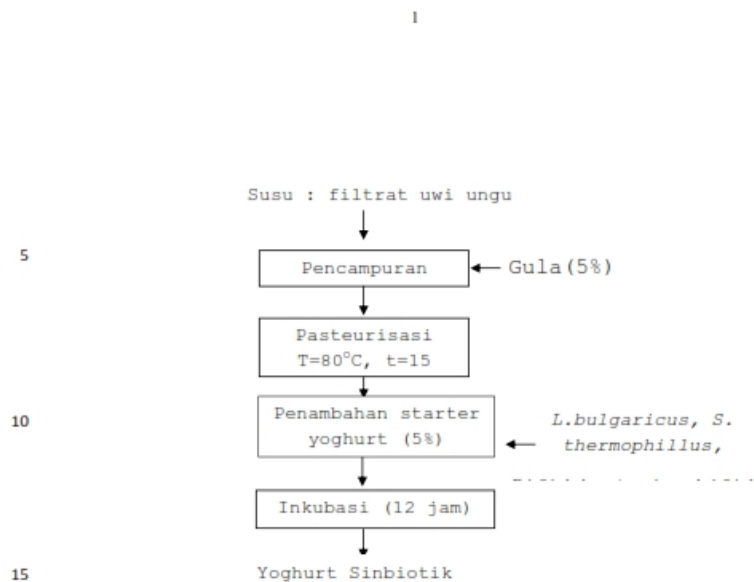 1
Susu : filtrat uwi ungu
5
Pencampuran
Gula(5%)
Pasteurisasi
T=80°C, t=15
10
Penambahan starter
yoghurt (5%)
L.bulgaricus, S.
thermophillus,
Inkubasi (12 jam)
15
Yoghurt Sinbiotik